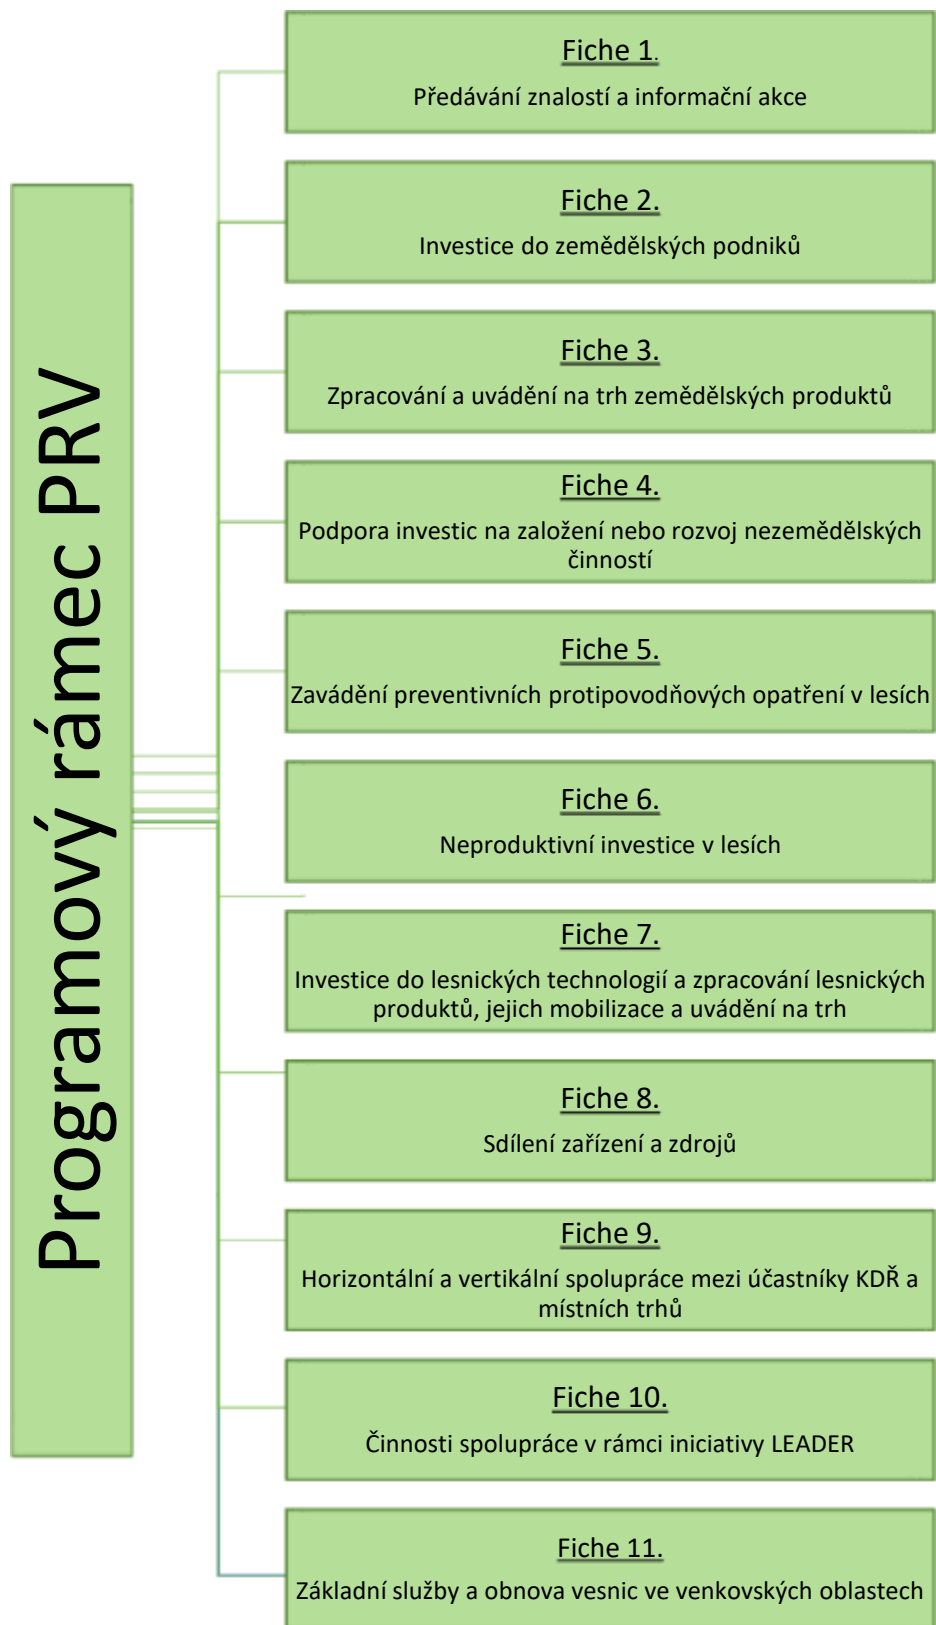 Programový rámec PRV
Fiche 1.
Předávání znalostí a informační akce
Fiche 2.
Investice do zemědělských podniků
Fiche 3.
Zpracování a uvádění na trh zemědělských produktů
Fiche 4.
Podpora investic na založení nebo rozvoj nezemědělských
činností
Fiche 5.
Zavádění preventivních protipovodňových opatření v lesích
Fiche 6.
Neproduktivní investice v lesích
Fiche 7.
Investice do lesnických technologií a zpracování lesnických
produktů, jejich mobilizace a uvádění na trh
Fiche 8.
Sdílení zařízení a zdrojů
Fiche 9.
Horizontální a vertikální spolupráce mezi účastníky KDŘ a
místních trhů
Fiche 10.
Činnosti spolupráce v rámci iniciativy LEADER
Fiche 11.
Základní služby a obnova vesnic ve venkovských oblastech